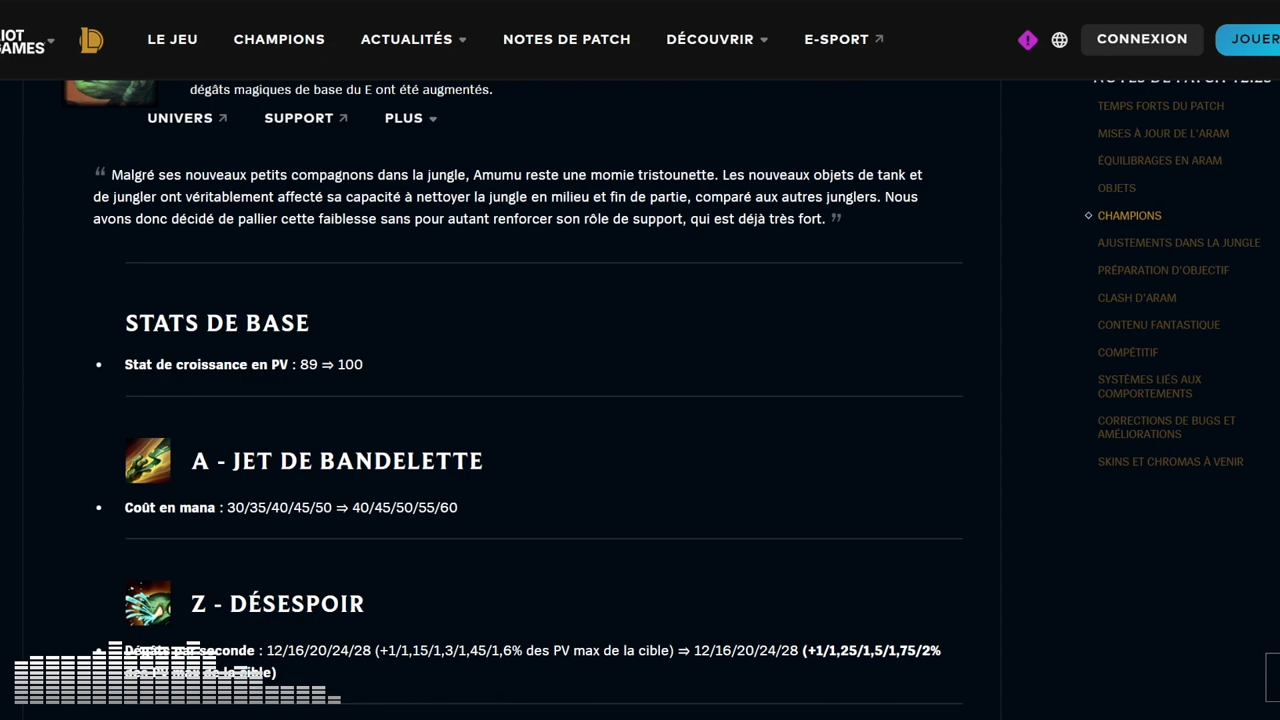 IOT
GAMES
LE JEU CHAMPIONS ACTUALITÉS NOTES DE PATCH DÉCOUVRIR E-SPORT CONNEXION JOUER
dégâts magiques de base du E ont été augmentés.
UNIVERS SUPPORT PLUS
“ Malgré ses nouveaux petits compagnons dans la jungle, Amumu reste une momie tristounette. Les nouveaux objets de tank et
de jungler ont véritablement affecté sa capacité à nettoyer la jungle en milieu et fin de partie, comparé aux autres junglers. Nous
avons donc décidé de pallier cette faiblesse sans pour autant renforcer son rôle de support, qui est déjà très fort. ”
STATS DE BASE
• Stat de croissance en PV : 89 ⇒ 100
A - JET DE BANDELETTE
• Coût en mana : 30/35/40/45/50 ⇒ 40/45/50/55/60
Z - DÉSESPOIR
• Dégâts par seconde : 12/16/20/24/28 (+1/1,15/1,3/1,45/1,6% des PV max de la cible) ⇒ 12/16/20/24/28 (+1/1,25/1,5/1,75/2%
des PV max de la cible)
TEMPS FORTS DU PATCH
MISES À JOUR DE L'ARAM
ÉQUILIBRAGES EN ARAM
OBJETS
CHAMPIONS
AJUSTEMENTS DANS LA JUNGLE
PRÉPARATION D'OBJECTIF
CLASH D'ARAM
CONTENU FANTASTIQUE
COMPÉTITIF
SYSTÈMES LIÉS AUX
COMPORTEMENTS
CORRECTIONS DE BUGS ET
AMÉLIORATIONS
SKINS ET CHROMAS À VENIR